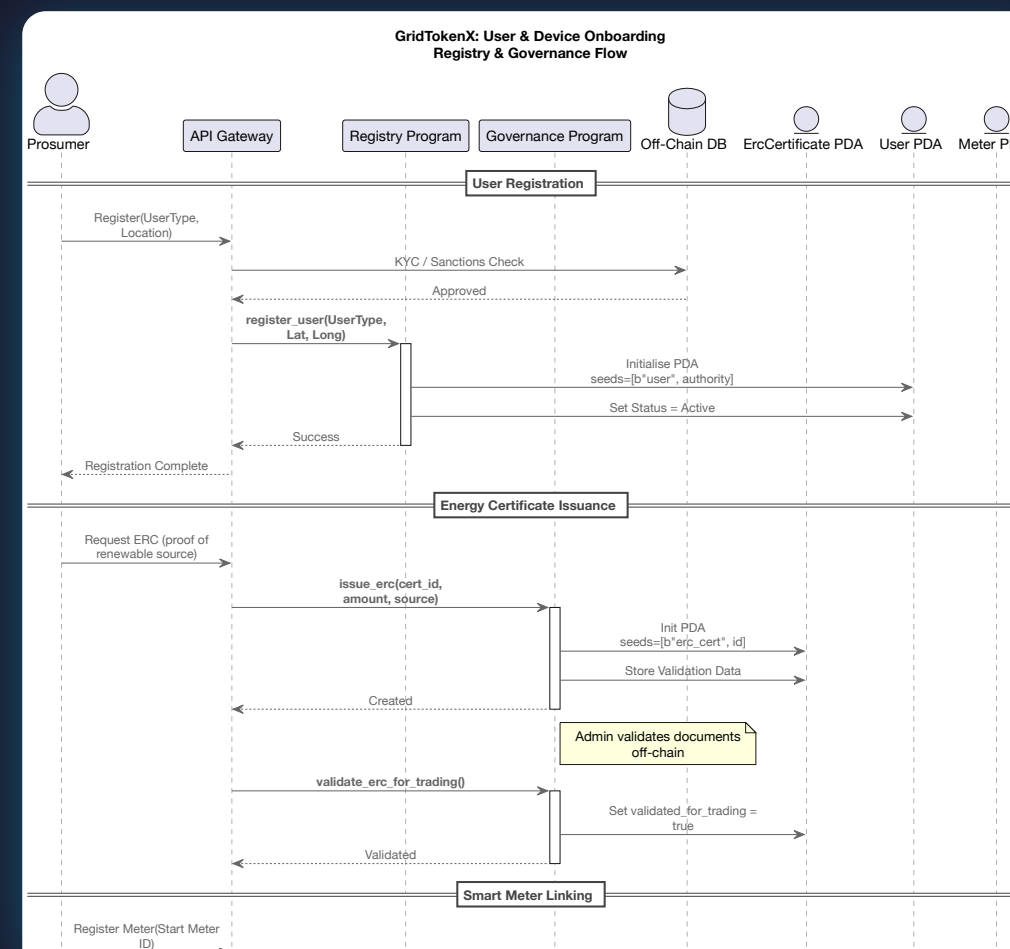 GridTokenX: User & Device Onboarding
Registry & Governance Flow
Prosumer
API Gateway
Registry Program
Governance Program
Off-Chain DB
ErcCertificate PDA
User PDA
Meter P
User Registration
Register(UserType,
Location)
KYC / Sanctions Check
Approved
register_user(UserType,
Lat, Long)
Initialise PDA
seeds=[b"user", authority]
Set Status = Active
Success
Registration Complete
Energy Certificate Issuance
Request ERC (proof of
renewable source)
issue_erc(cert_id,
amount, source)
Init PDA
seeds=[b"erc_cert", id]
Store Validation Data
Created
Admin validates documents
off-chain
validate_erc_for_trading()
Set validated_for_trading =
true
Validated
Smart Meter Linking
Register Meter(Start Meter
ID)